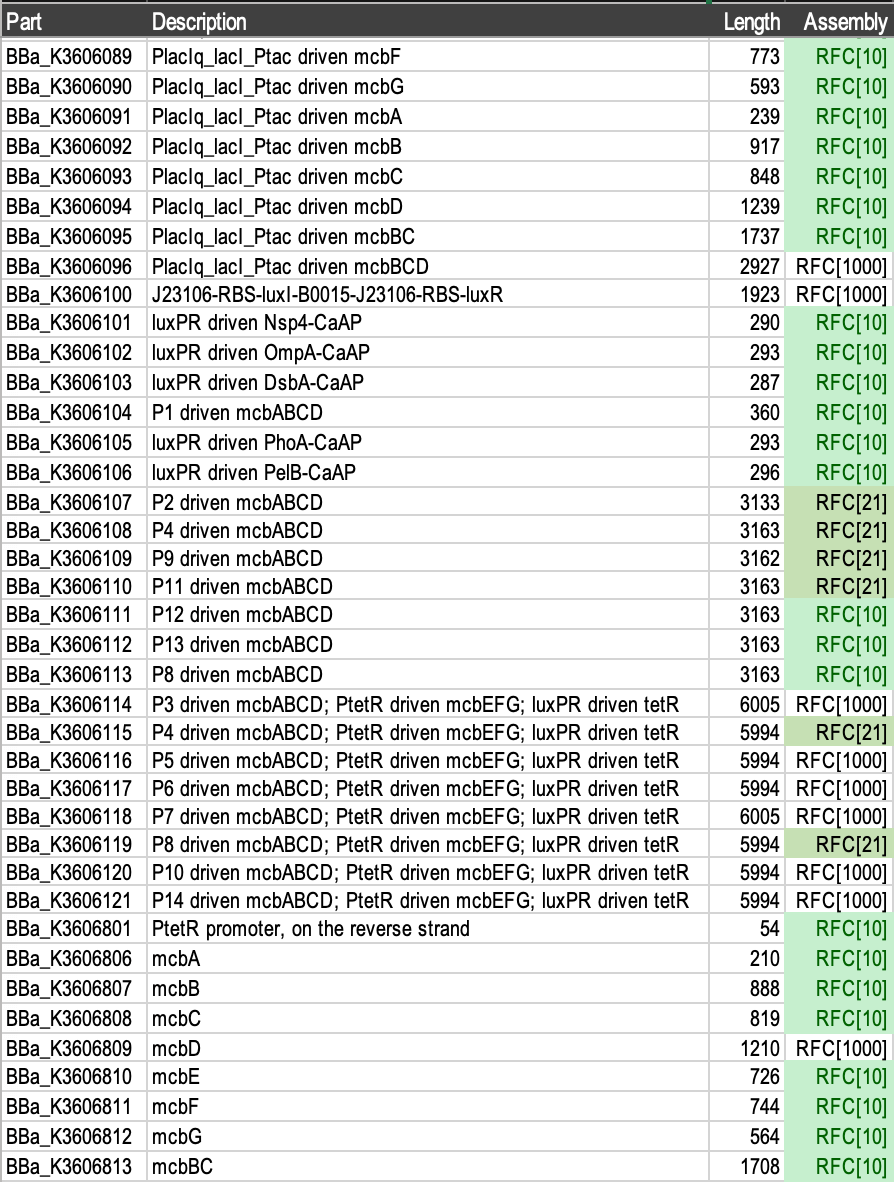 Part Description Length Assembly
BBa_K3606089 PlacIq_lacI_Ptac driven mcbF 773 RFC[10]
BBa_K3606090 PlacIq_lacI_Ptac driven mcbG 593 RFC[10]
BBa_K3606091 PlacIq_lacI_Ptac driven mcbA 239 RFC[10]
BBa_K3606092 PlacIq_lacI_Ptac driven mcbB 917 RFC[10]
BBa_K3606093 PlacIq_lacI_Ptac driven mcbC 848 RFC[10]
BBa_K3606094 PlacIq_lacI_Ptac driven mcbD 1239 RFC[10]
BBa_K3606095 PlacIq_lacI_Ptac driven mcbBC 1737 RFC[10]
BBa_K3606096 PlacIq_lacI_Ptac driven mcbBCD 2927 RFC[1000]
BBa_K3606100 J23106-RBS-luxI-B0015-J23106-RBS-luxR 1923 RFC[1000]
BBa_K3606101 luxPR driven Nsp4-CaAP 290 RFC[10]
BBa_K3606102 luxPR driven OmpA-CaAP 293 RFC[10]
BBa_K3606103 luxPR driven DsbA-CaAP 287 RFC[10]
BBa_K3606104 P1 driven mcbABCD 360 RFC[10]
BBa_K3606105 luxPR driven PhoA-CaAP 293 RFC[10]
BBa_K3606106 luxPR driven PelB-CaAP 296 RFC[10]
BBa_K3606107 P2 driven mcbABCD 3133 RFC[21]
BBa_K3606108 P4 driven mcbABCD 3163 RFC[21]
BBa_K3606109 P9 driven mcbABCD 3162 RFC[21]
BBa_K3606110 P11 driven mcbABCD 3163 RFC[21]
BBa_K3606111 P12 driven mcbABCD 3163 RFC[10]
BBa_K3606112 P13 driven mcbABCD 3163 RFC[10]
BBa_K3606113 P8 driven mcbABCD 3163 RFC[10]
BBa_K3606114 P3 driven mcbABCD; PtetR driven mcbEFG; luxPR driven tetR 6005 RFC[1000]
BBa_K3606115 P4 driven mcbABCD; PtetR driven mcbEFG; luxPR driven tetR 5994 RFC[21]
BBa_K3606116 P5 driven mcbABCD; PtetR driven mcbEFG; luxPR driven tetR 5994 RFC[1000]
BBa_K3606117 P6 driven mcbABCD; PtetR driven mcbEFG; luxPR driven tetR 5994 RFC[1000]
BBa_K3606118 P7 driven mcbABCD; PtetR driven mcbEFG; luxPR driven tetR 6005 RFC[1000]
BBa_K3606119 P8 driven mcbABCD; PtetR driven mcbEFG; luxPR driven tetR 5994 RFC[21]
BBa_K3606120 P10 driven mcbABCD; PtetR driven mcbEFG; luxPR driven tetR 5994 RFC[1000]
BBa_K3606121 P14 driven mcbABCD; PtetR driven mcbEFG; luxPR driven tetR 5994 RFC[1000]
BBa_K3606801 PtetR promoter, on the reverse strand 54 RFC[10]
BBa_K3606806 mcbA 210 RFC[10]
BBa_K3606807 mcbB 888 RFC[10]
BBa_K3606808 mcbC 819 RFC[10]
BBa_K3606809 mcbD 1210 RFC[1000]
BBa_K3606810 mcbE 726 RFC[10]
BBa_K3606811 mcbF 744 RFC[10]
BBa_K3606812 mcbG 564 RFC[10]
BBa_K3606813 mcbBC 1708 RFC[10]